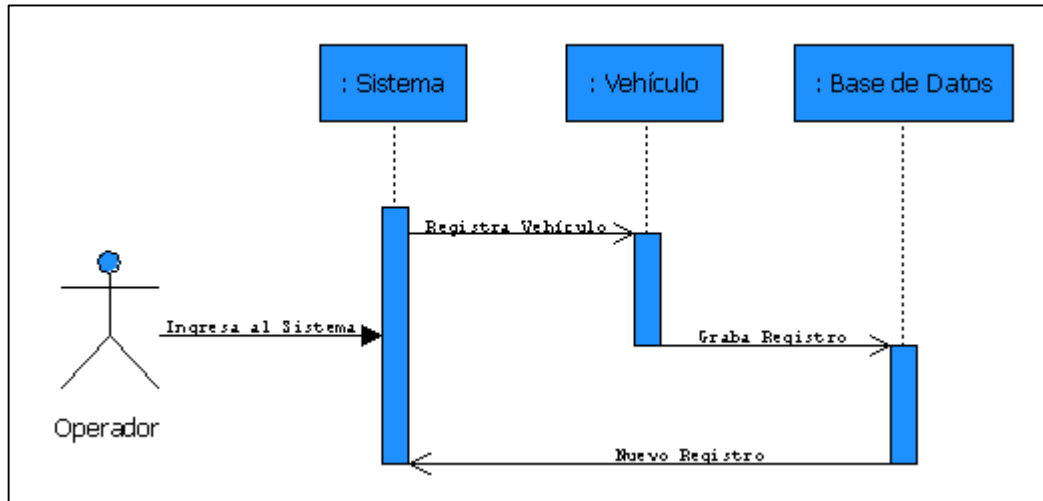 : Sistema
: Vehículo
: Base de Datos
Registra Vehículo
Ingresa al Sistema
Graba Registro
Operador
Nuevo Registro